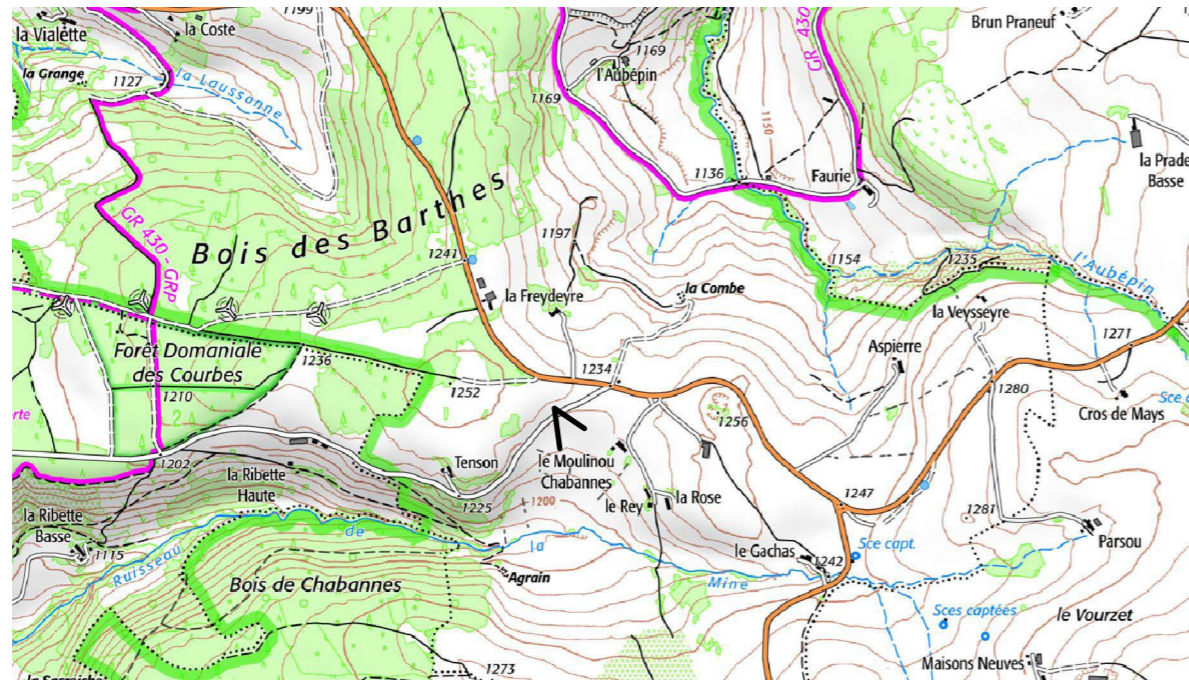 1199
Brun Praneuf
la Vialette
la Coste
1169
GR 430
l'Aubépin
la Grange
1127
la Laussonne
1169
1150
la Prade
Basse
1136
Faurie
Bois des Barthes
GR 430 - GRP
1197
1241
1154
1235
l'Aubépin
la Combe
la Freydeyre
la Veysseyre
1271
1
Forêt Domaniale
des Courbes
1236
1234
Aspierre
1252
1280
1210
Cros de Mays
Sce
2
1256
1202
Tenson
le Moulinou
Chabannes
la Ribette
Haute
1225
1200
le Rey
la Rose
1247
1281
la Ribette
Basse
1115
Ruisseau de la Mine
Sce capt.
Parsou
le Gachas
1242
Agrain
Bois de Chabannes
Sces captées
le Vourzet
1273
Maisons Neuves